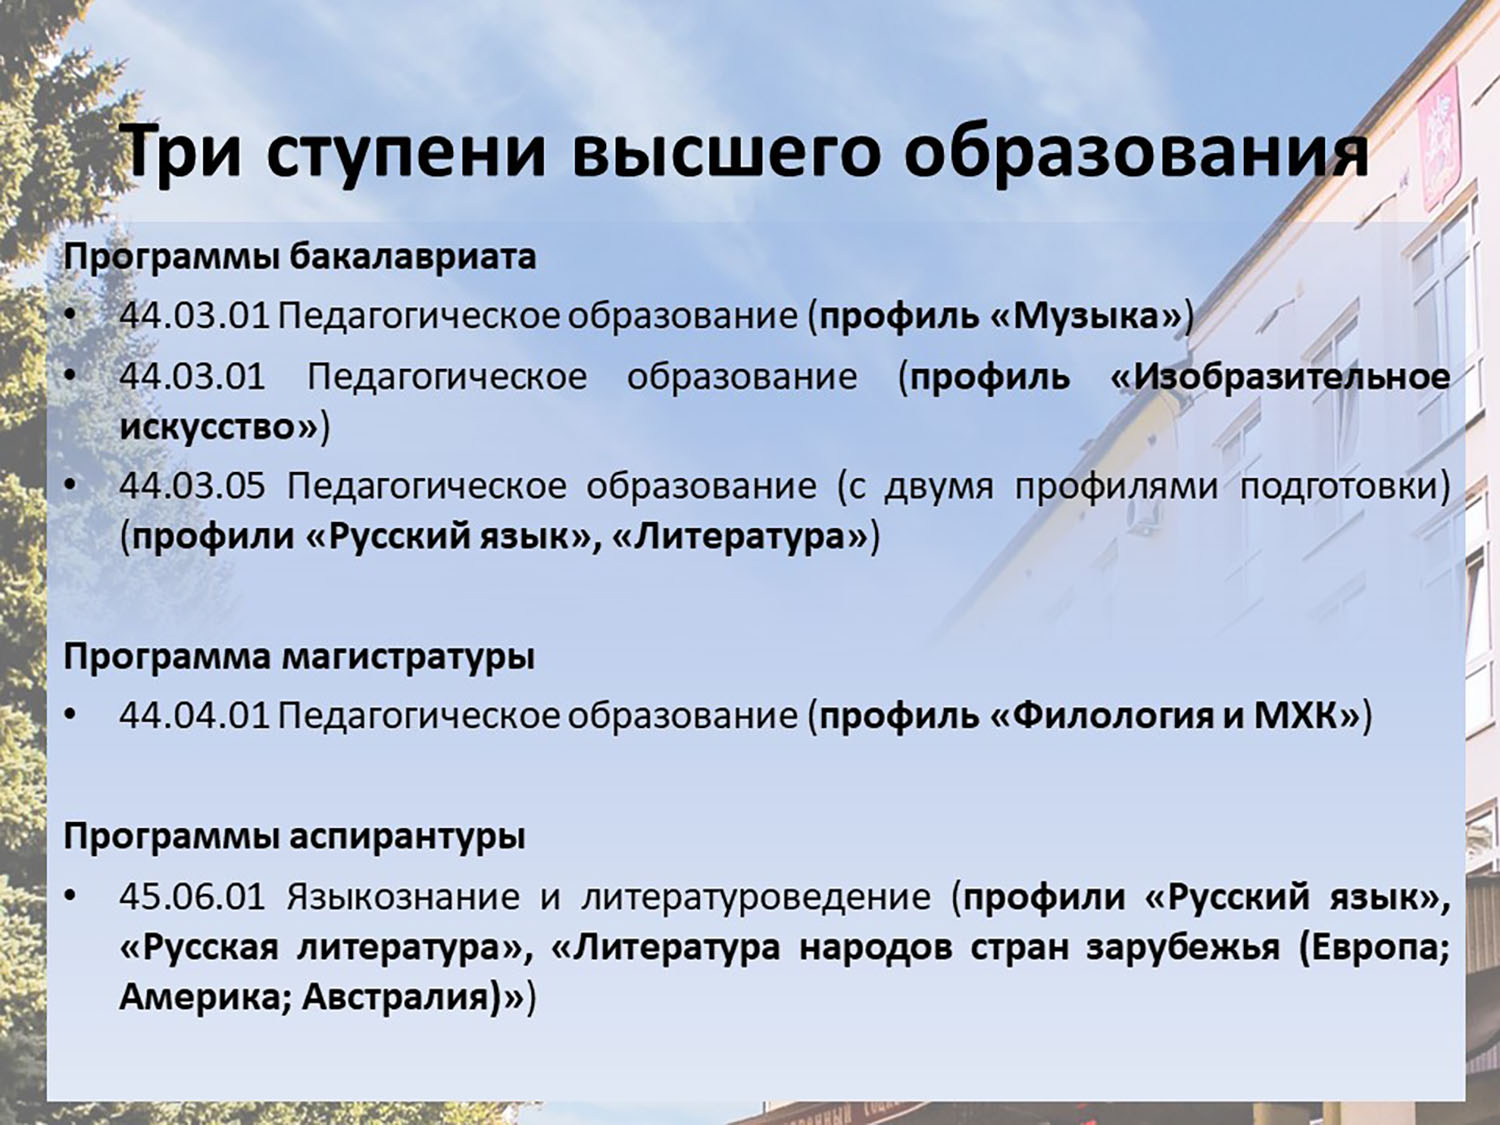 Три ступени высшего образования
Программы бакалавриата
• 44.03.01 Педагогическое образование (профиль «Музыка»)
• 44.03.01 Педагогическое образование (профиль «Изобразительное
искусство»)
• 44.03.05 Педагогическое образование (с двумя профилями подготовки)
(профили «Русский язык», «Литература»)
Программа магистратуры
• 44.04.01 Педагогическое образование (профиль «Филология и МХК»)
Программы аспирантуры
• 45.06.01 Языкознание и литературоведение (профили «Русский язык»,
«Русская литература», «Литература народов стран зарубежья (Европа;
Америка; Австралия)»)